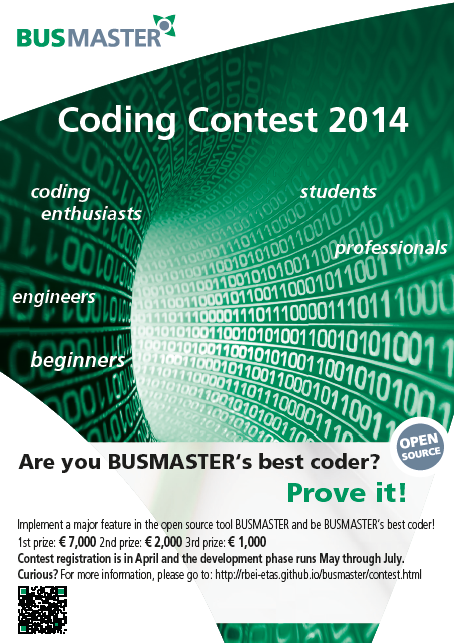 BUSMASTER
Coding Contest 2014
coding
enthusiasts
students
professionals
engineers
beginners
OPEN
SOURCE
Are you BUSMASTER‘s best coder?
Prove it!
Implement a major feature in the open source tool BUSMASTER and be BUSMASTER‘s best coder!
1st prize: € 7,000 2nd prize: € 2,000 3rd prize: € 1,000
Contest registration is in April and the development phase runs May through July.
Curious? For more information, please go to: http://rbei-etas.github.io/busmaster/contest.html